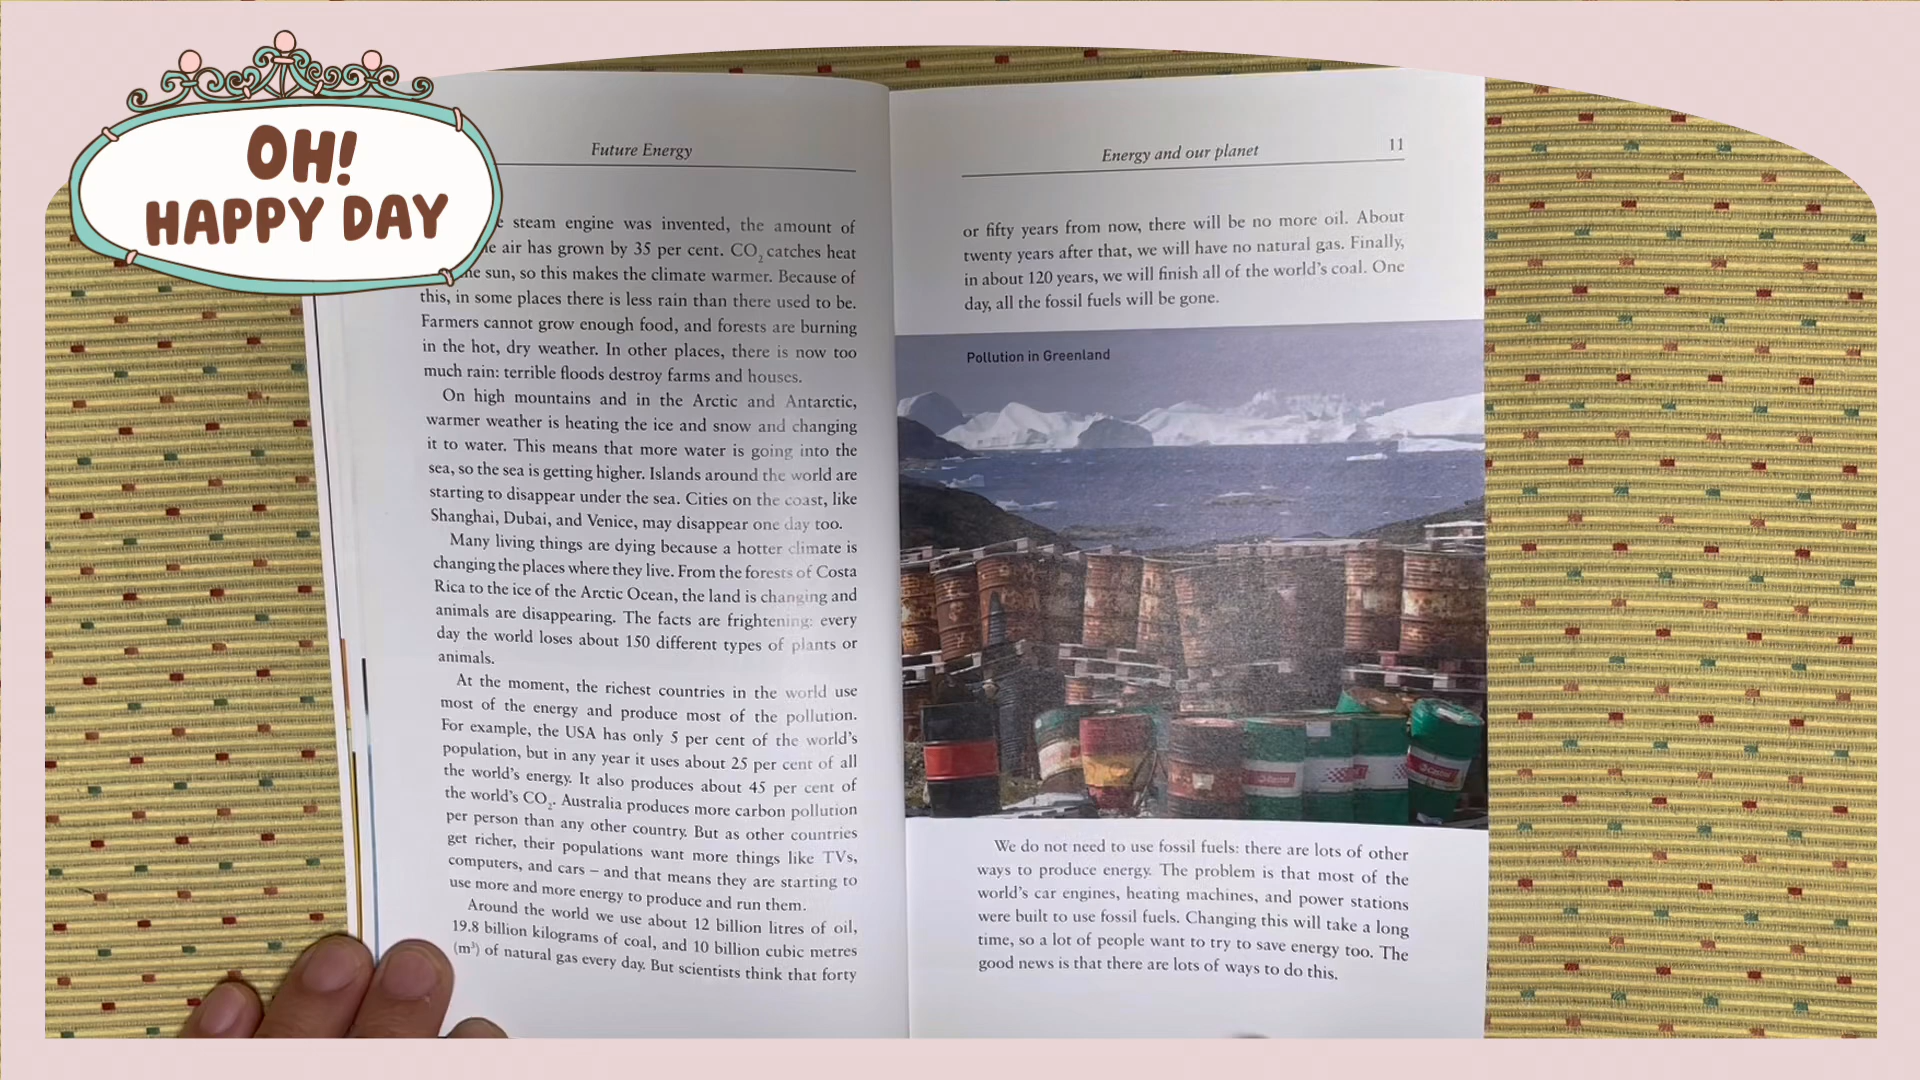 OH!
HAPPY DAY
Future Energy
steam engine was invented, the amount of
air has grown by 35 per cent. CO₂ catches heat
sun, so this makes the climate warmer. Because of
this, in some places there is less rain than there used to be.
Farmers cannot grow enough food, and forests are burning
in the hot, dry weather. In other places, there is now too
much rain: terrible floods destroy farms and houses.
On high mountains and in the Arctic and Antarctic,
warmer weather is heating the ice and snow and changing
it to water. This means that more water is going into the
sea, so the sea is getting higher. Islands around the world are
starting to disappear under the sea. Cities on the coast, like
Shanghai, Dubai, and Venice, may disappear one day too.
Many living things are dying because a hotter climate is
changing the places where they live. From the forests of Costa
Rica to the ice of the Arctic Ocean, the land is changing and
animals are disappearing. The facts are frightening: every
day the world loses about 150 different types of plants or
animals.
At the moment, the richest countries in the world use
most of the energy and produce most of the pollution.
For example, the USA has only 5 per cent of the world's
population, but in any year it uses about 25 per cent of all
the world's energy. It also produces about 45 per cent of
the world's CO₂. Australia produces more carbon pollution
per person than any other country. But as other countries
get richer, their populations want more things like TVs,
computers, and cars – and that means they are starting to
use more and more energy to produce and run them.
Around the world we use about 12 billion litres of oil,
19.8 billion kilograms of coal, and 10 billion cubic metres
(m³) of natural gas every day. But scientists think that forty
Energy and our planet 11
or fifty years from now, there will be no more oil. About
twenty years after that, we will have no natural gas. Finally,
in about 120 years, we will finish all of the world's coal. One
day, all the fossil fuels will be gone.
Pollution in Greenland
Castrol
Castrol
We do not need to use fossil fuels: there are lots of other
ways to produce energy. The problem is that most of the
world's car engines, heating machines, and power stations
were built to use fossil fuels. Changing this will take a long
time, so a lot of people want to try to save energy too. The
good news is that there are lots of ways to do this.